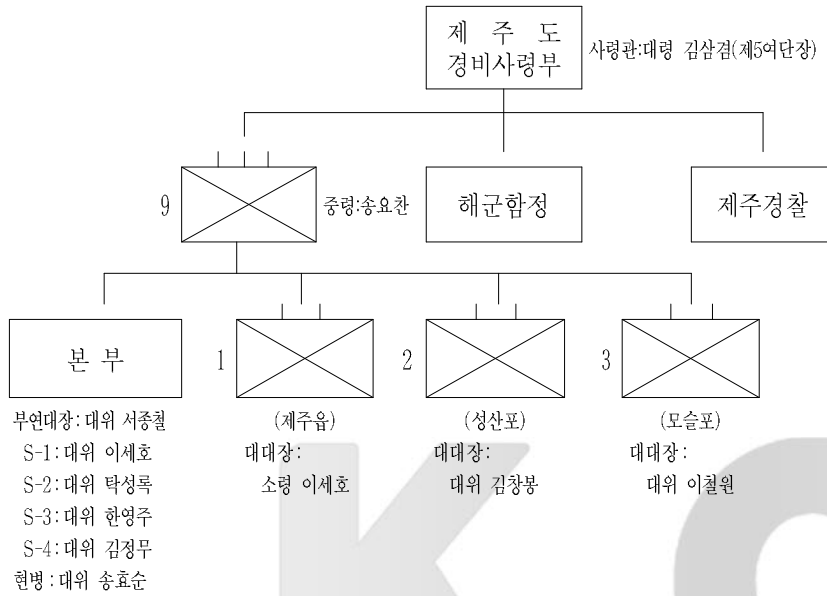 제 주 도
경비사령부
사령관:대령 김삼겸(제5여단장)
9
중령:송요찬
해군함정
제주경찰
본 부
1
2
3
부연대장:대위 서종철
S-1:대위 이세호
S-2:대위 탁성록
S-3:대위 한영주
S-4:대위 김정무
헌병:대위 송효순
(제주읍)
대대장:
소령 이세호
(성산포)
대대장:
대위 김창봉
(모슬포)
대대장:
대위 이철원